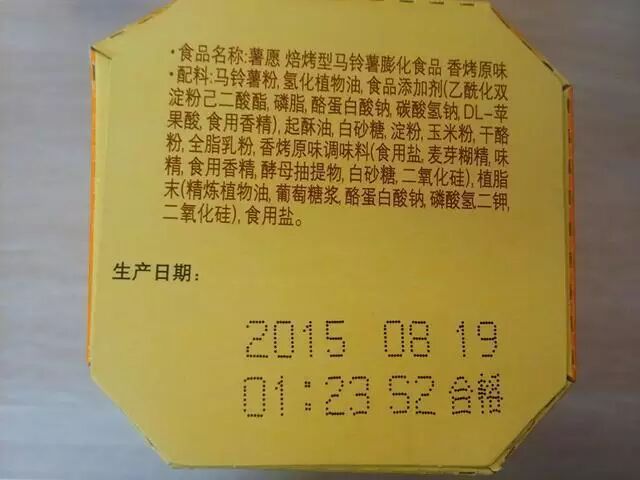 ·食品名称:薯愿 焙烤型马铃薯膨化食品 香烤原味
·配料:马铃薯粉,氢化植物油,食品添加剂(乙酰化双
淀粉己二酸酯,磷脂,酪蛋白酸钠,碳酸氢钠,DL-苹
果酸,食用香精),起酥油,白砂糖,淀粉,玉米粉,干酪
粉,全脂乳粉,香烤原味调味料(食用盐,麦芽糊精,味
精,食用香精,酵母抽提物,白砂糖,二氧化硅),植脂
末(精炼植物油,葡萄糖浆,酪蛋白酸钠,磷酸氢二钾,
二氧化硅),食用盐。
生产日期:
2015 08 19
01:23 SZ 合格